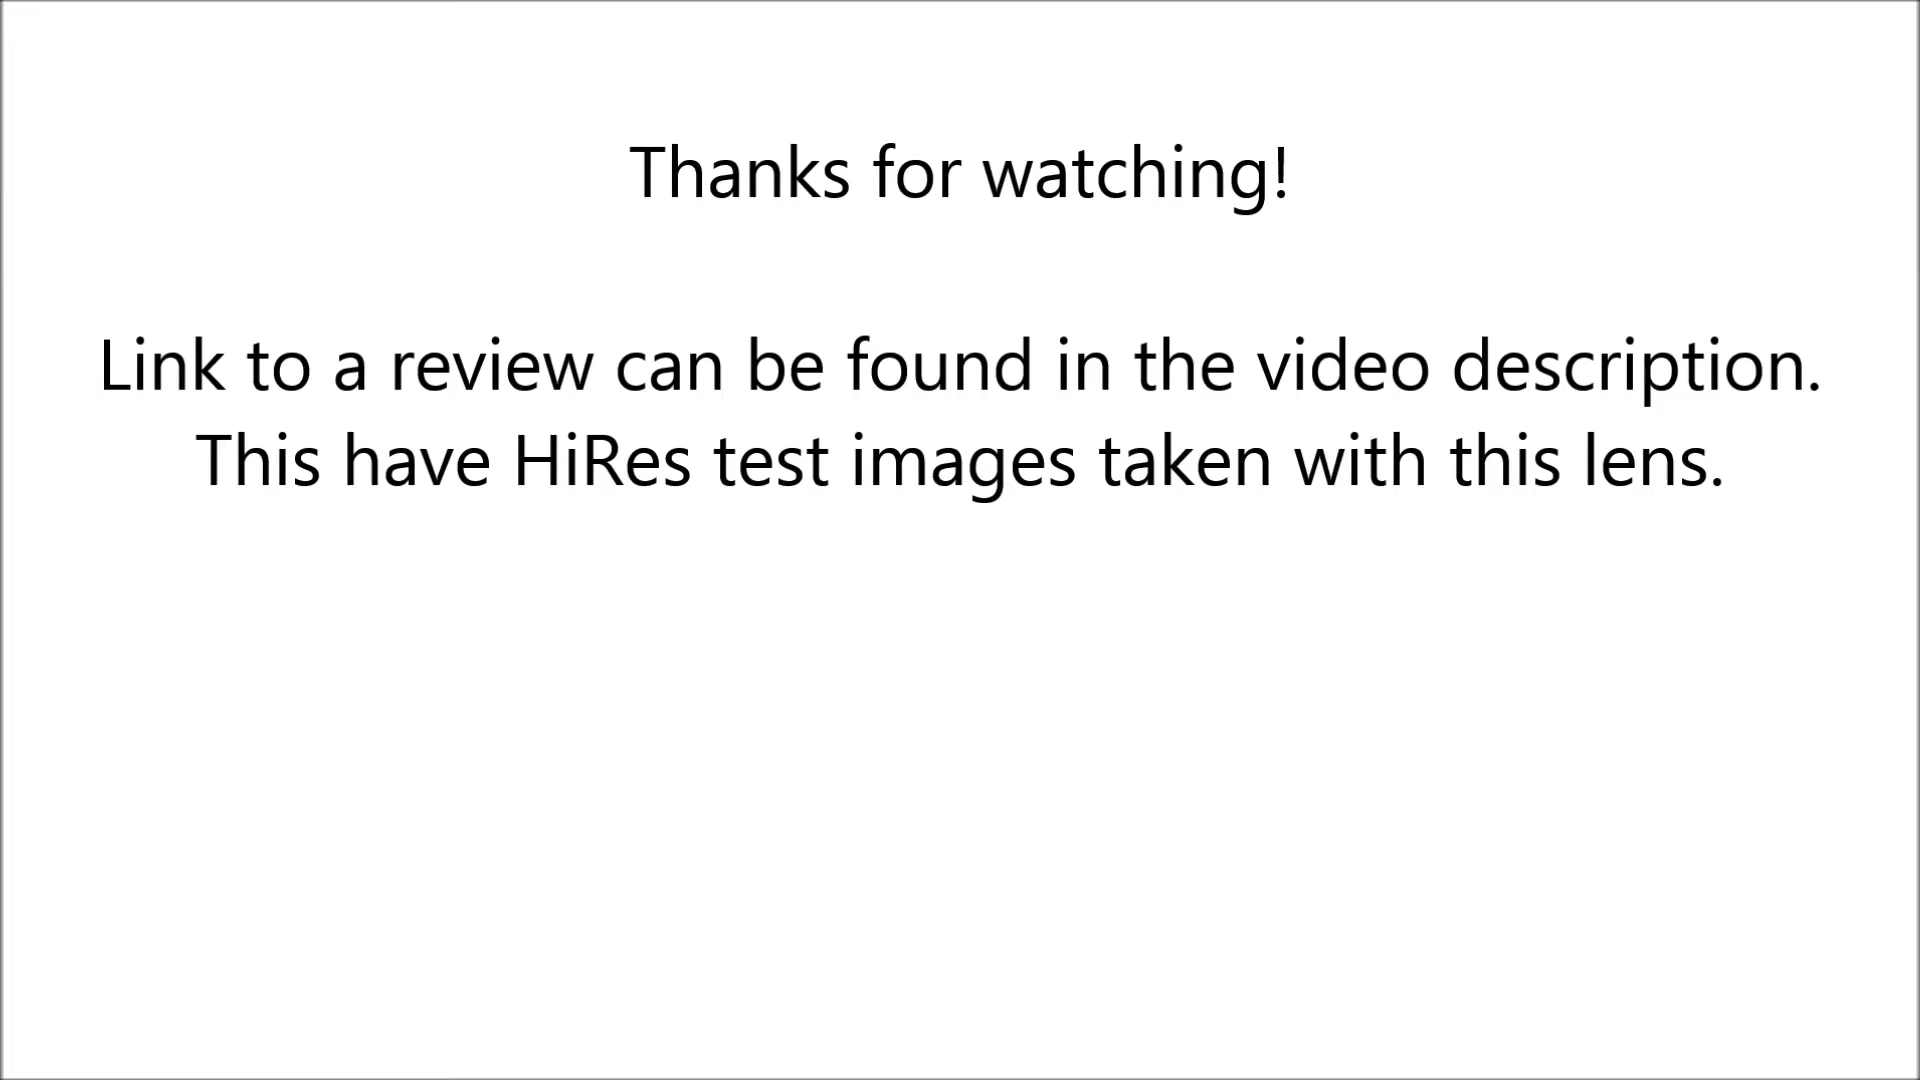 Thanks for watching!
Link to a review can be found in the video description.
This have HiRes test images taken with this lens.